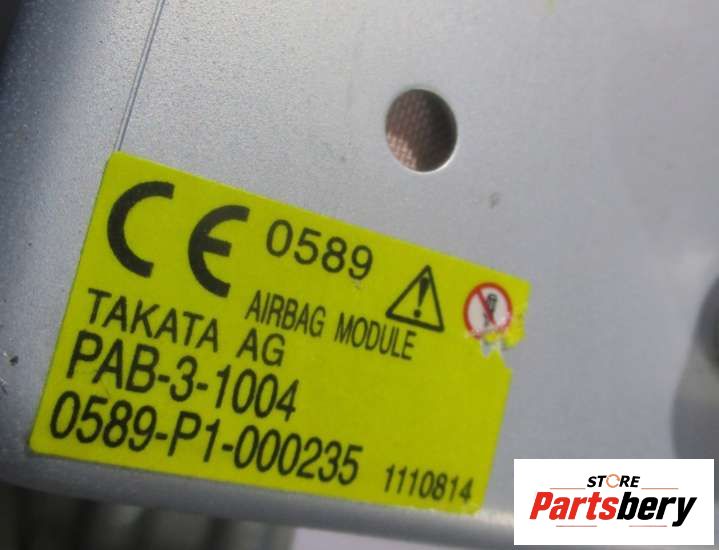 CE 0589
AIRBAG MODULE
TAKATA AG
PAB-3-1004
0589-P1-000235
1110814
STORE
Partsbery